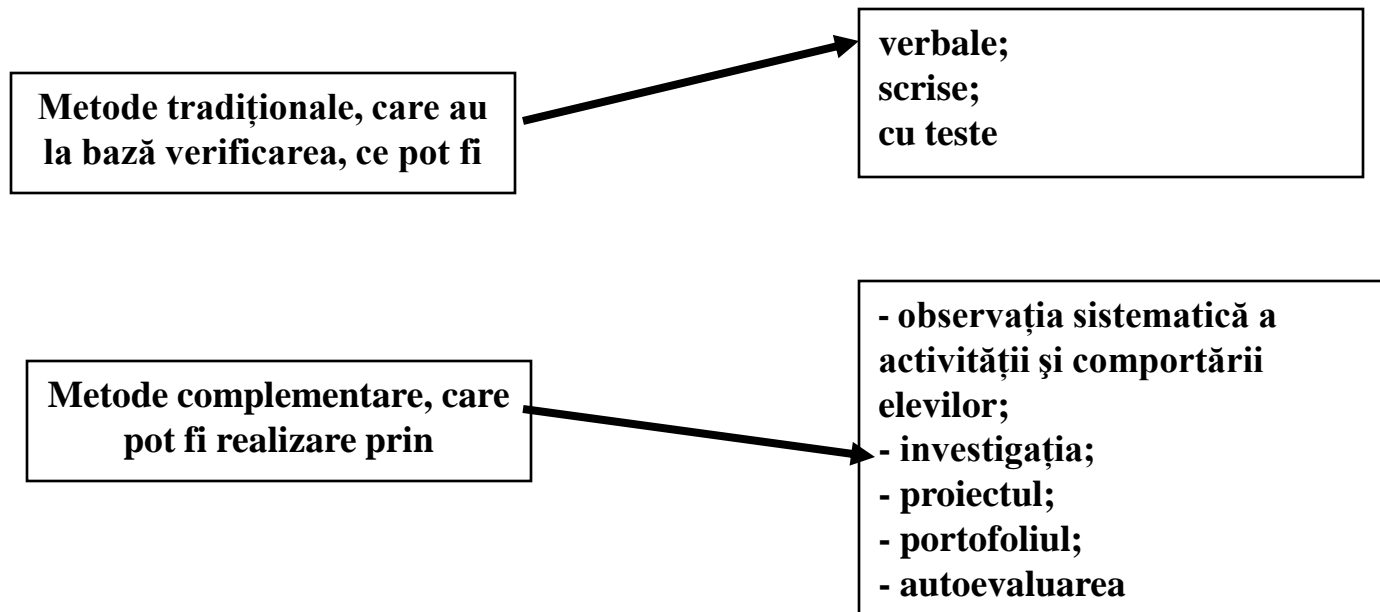 Metode tradiționale, care au
la bază verificarea, ce pot fi
verbale;
scrise;
cu teste
Metode complementare, care
pot fi realizare prin
- observația sistematică a
activității şi comportării
elevilor;
- investigația;
- proiectul;
- portofoliul;
- autoevaluarea